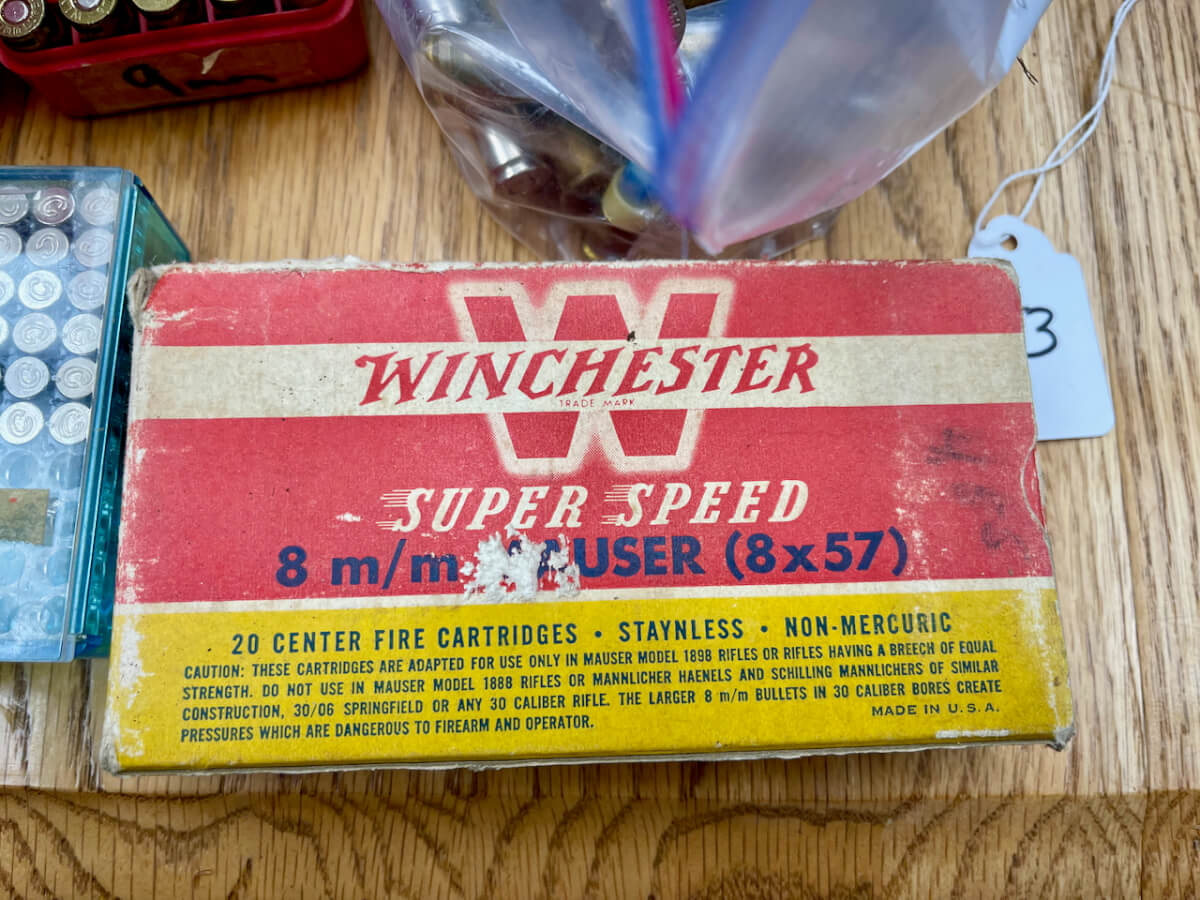 9m
3
W
WINCHESTER
TRADE MARK
SUPER SPEED
8 m/m MAUSER (8x57)
20 CENTER FIRE CARTRIDGES • STAYNLESS • NON-MERCURIC
CAUTION: THESE CARTRIDGES ARE ADAPTED FOR USE ONLY IN MAUSER MODEL 1898 RIFLES OR RIFLES HAVING A BREECH OF EQUAL
STRENGTH. DO NOT USE IN MAUSER MODEL 1888 RIFLES OR MANNLICHER HAENELS AND SCHILLING MANNLICHERS OF SIMILAR
CONSTRUCTION, 30/06 SPRINGFIELD OR ANY 30 CALIBER RIFLE. THE LARGER 8 m/m BULLETS IN 30 CALIBER BORES CREATE
PRESSURES WHICH ARE DANGEROUS TO FIREARM AND OPERATOR.
MADE IN U.S.A.